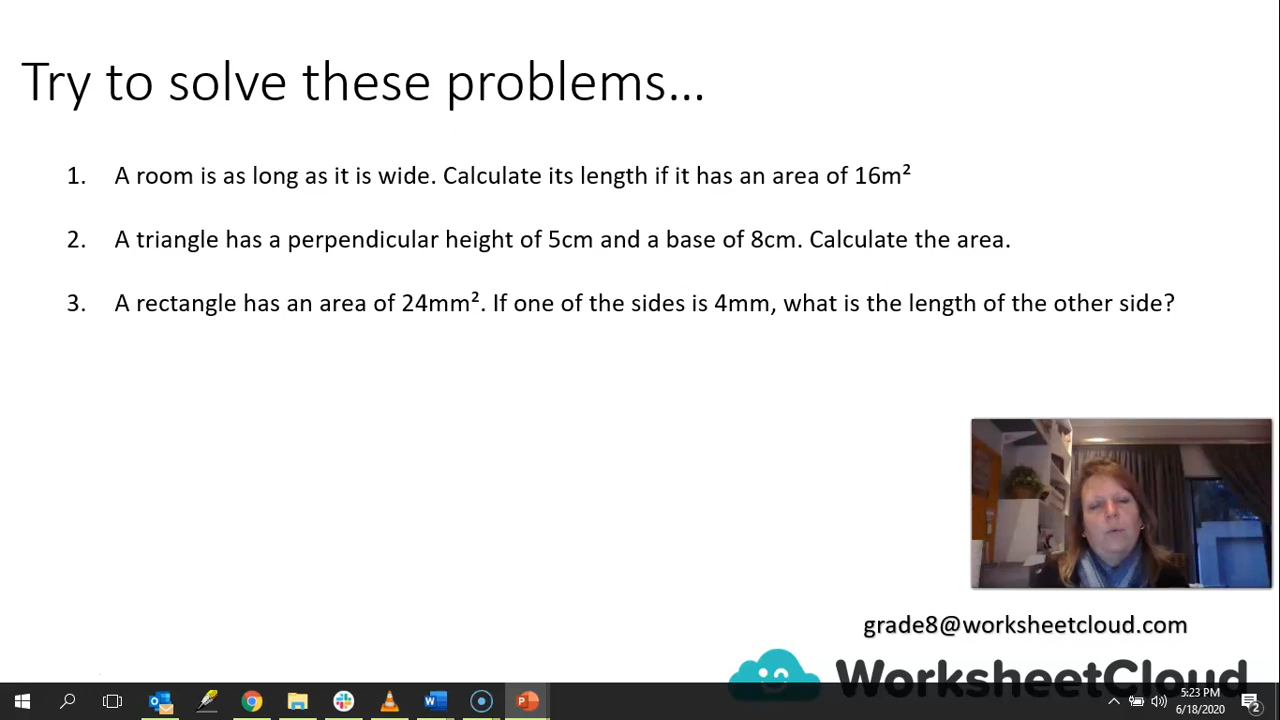 Try to solve these problems...
1. A room is as long as it is wide. Calculate its length if it has an area of 16m²
2. A triangle has a perpendicular height of 5cm and a base of 8cm. Calculate the area.
3. A rectangle has an area of 24mm². If one of the sides is 4mm, what is the length of the other side?
grade8@worksheetcloud.com
WorksheetCloud
5:23 PM
6/18/2020
2